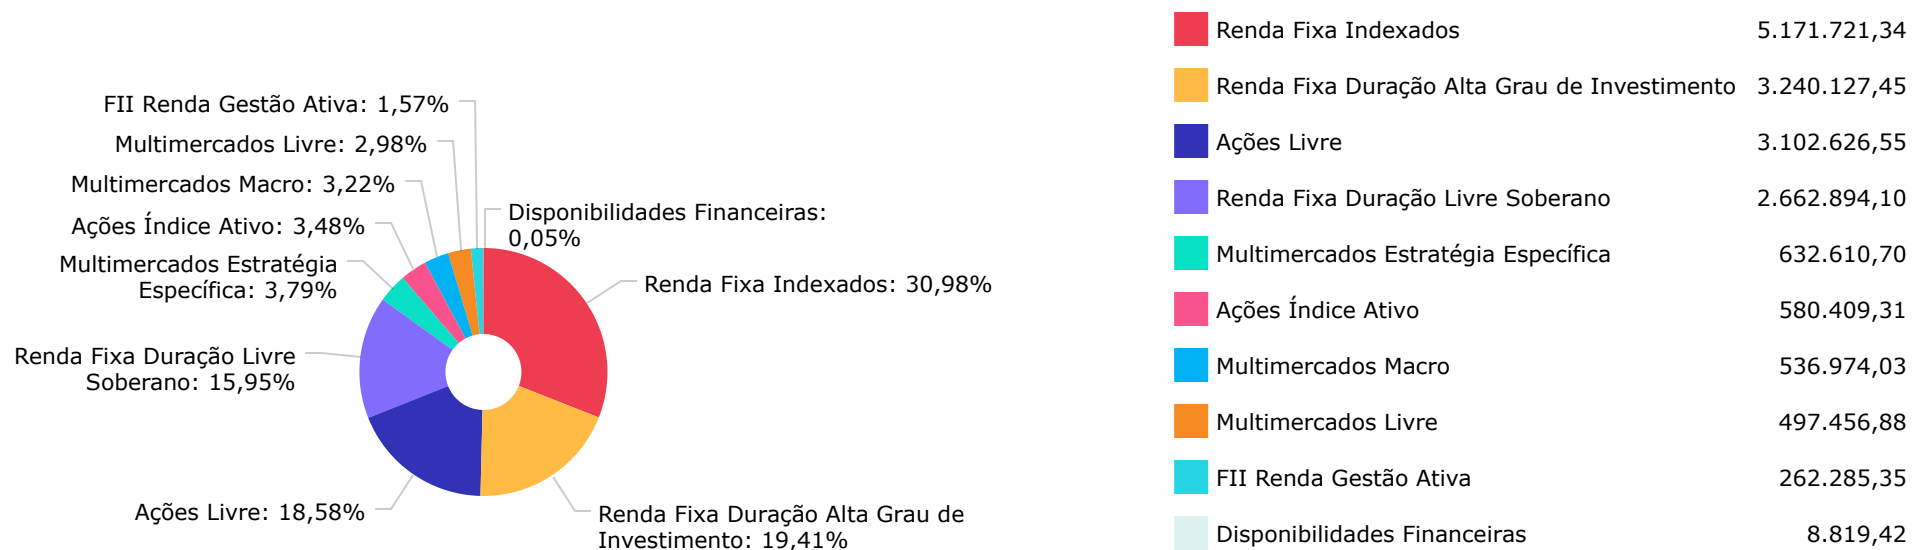 FII Renda Gestão Ativa: 1,57%
Multimercados Livre: 2,98%
Multimercados Macro: 3,22%
Ações Índice Ativo: 3,48%
Multimercados Estratégia
Específica: 3,79%
Renda Fixa Duração Livre
Soberano: 15,95%
Ações Livre: 18,58%
Disponibilidades Financeiras:
0,05%
Renda Fixa Indexados: 30,98%
Renda Fixa Duração Alta Grau de
Investimento: 19,41%
Renda Fixa Indexados 5.171.721,34
Renda Fixa Duração Alta Grau de Investimento 3.240.127,45
Ações Livre 3.102.626,55
Renda Fixa Duração Livre Soberano 2.662.894,10
Multimercados Estratégia Específica 632.610,70
Ações Índice Ativo 580.409,31
Multimercados Macro 536.974,03
Multimercados Livre 497.456,88
FII Renda Gestão Ativa 262.285,35
Disponibilidades Financeiras 8.819,42